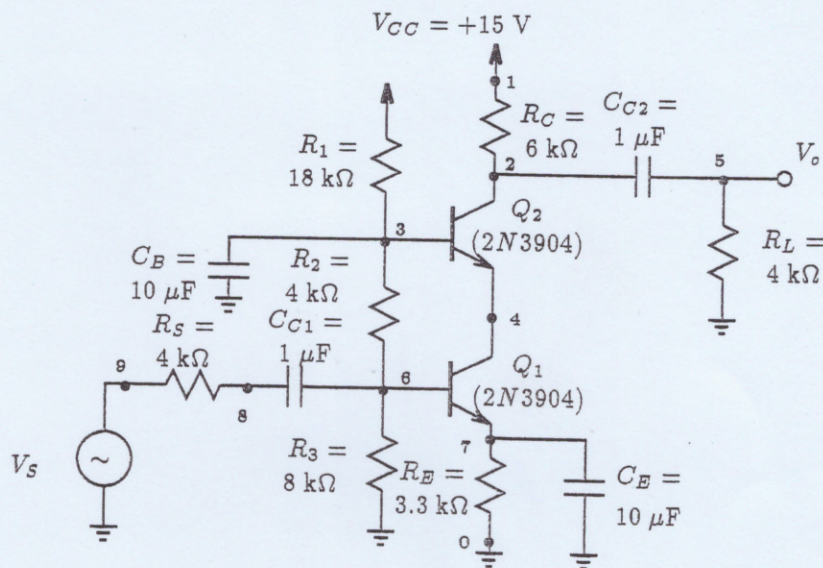 V_CC = +15 V
1
R_C =
6 kΩ
C_C2 =
1 μF
2
5
V_o
R_1 =
18 kΩ
3
Q_2
(2N3904)
R_L =
4 kΩ
C_B =
10 μF
R_2 =
4 kΩ
4
C_C1 =
1 μF
R_S =
4 kΩ
9
8
6
Q_1
(2N3904)
V_S
~
R_3 =
8 kΩ
7
R_E =
3.3 kΩ
C_E =
10 μF
0